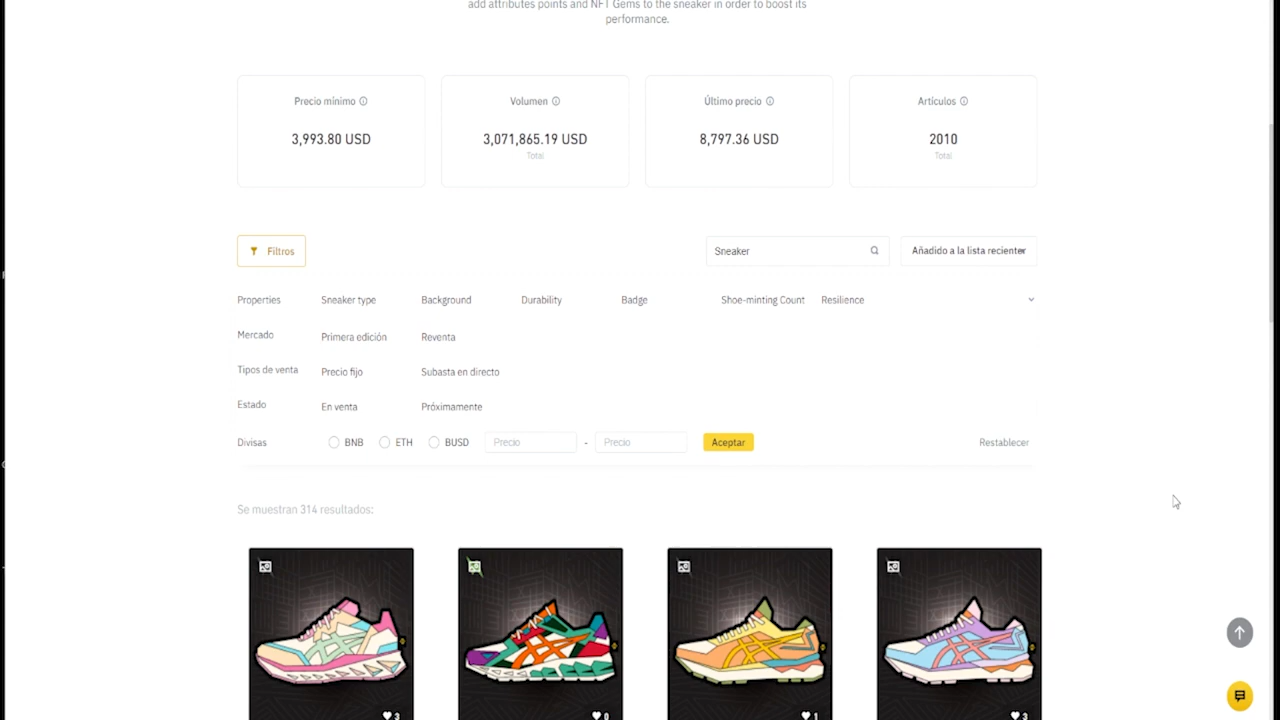 add attributes points and NFT Gems to the sneaker in order to boost its
performance.
Precio mínimo
3,993.80 USD
Volumen
3,071,865.19 USD
Total
Último precio
8,797.36 USD
Artículos
2010
Total
Filtros
Sneaker
Añadido a la lista reciente
Properties Sneaker type Background Durability Badge Shoe-minting Count Resilience
Mercado Primera edición Reventa
Tipos de venta Precio fijo Subasta en directo
Estado En venta Próximamente
Divisas BNB ETH BUSD Precio - Precio Aceptar Restablecer
Se muestran 314 resultados:
3 0 1 3